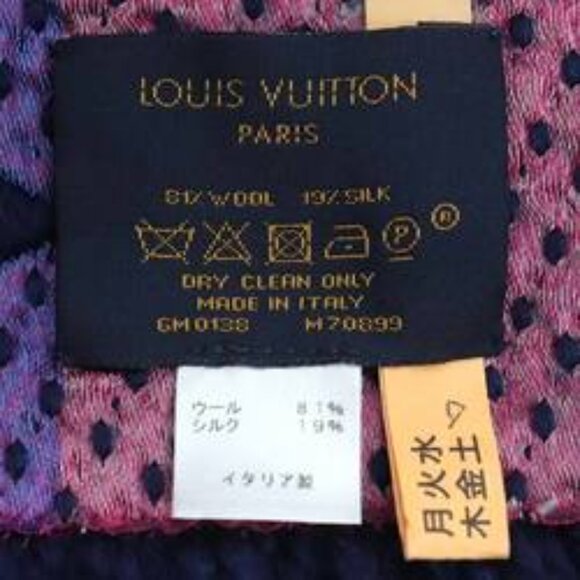 LOUIS VUITTON
PARIS
81% WOOL 19% SILK
P
®
DRY CLEAN ONLY
MADE IN ITALY
GM0138 M70899
ウール 81%
シルク 19%
イタリア製
月火水
木金土